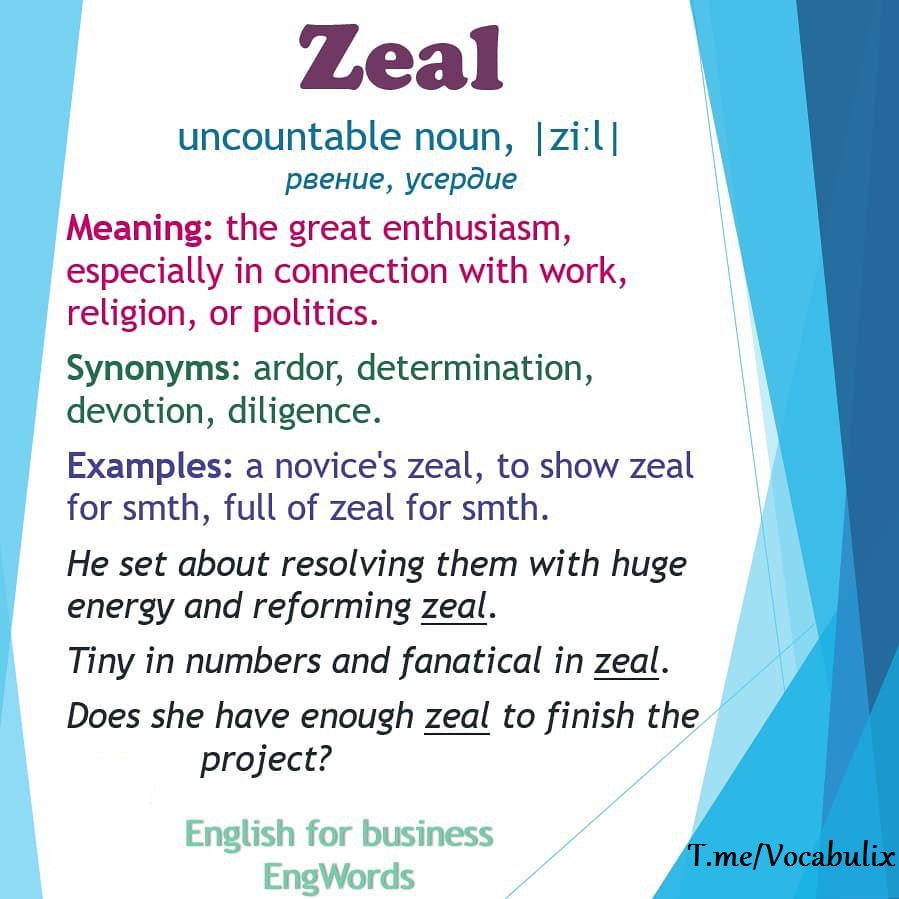 Zeal
uncountable noun, |ziːl|
рвение, усердие
Meaning: the great enthusiasm,
especially in connection with work,
religion, or politics.
Synonyms: ardor, determination,
devotion, diligence.
Examples: a novice's zeal, to show zeal
for smth, full of zeal for smth.
He set about resolving them with huge
energy and reforming zeal.
Tiny in numbers and fanatical in zeal.
Does she have enough zeal to finish the
project?
English for business
EngWords
T.me/Vocabulix